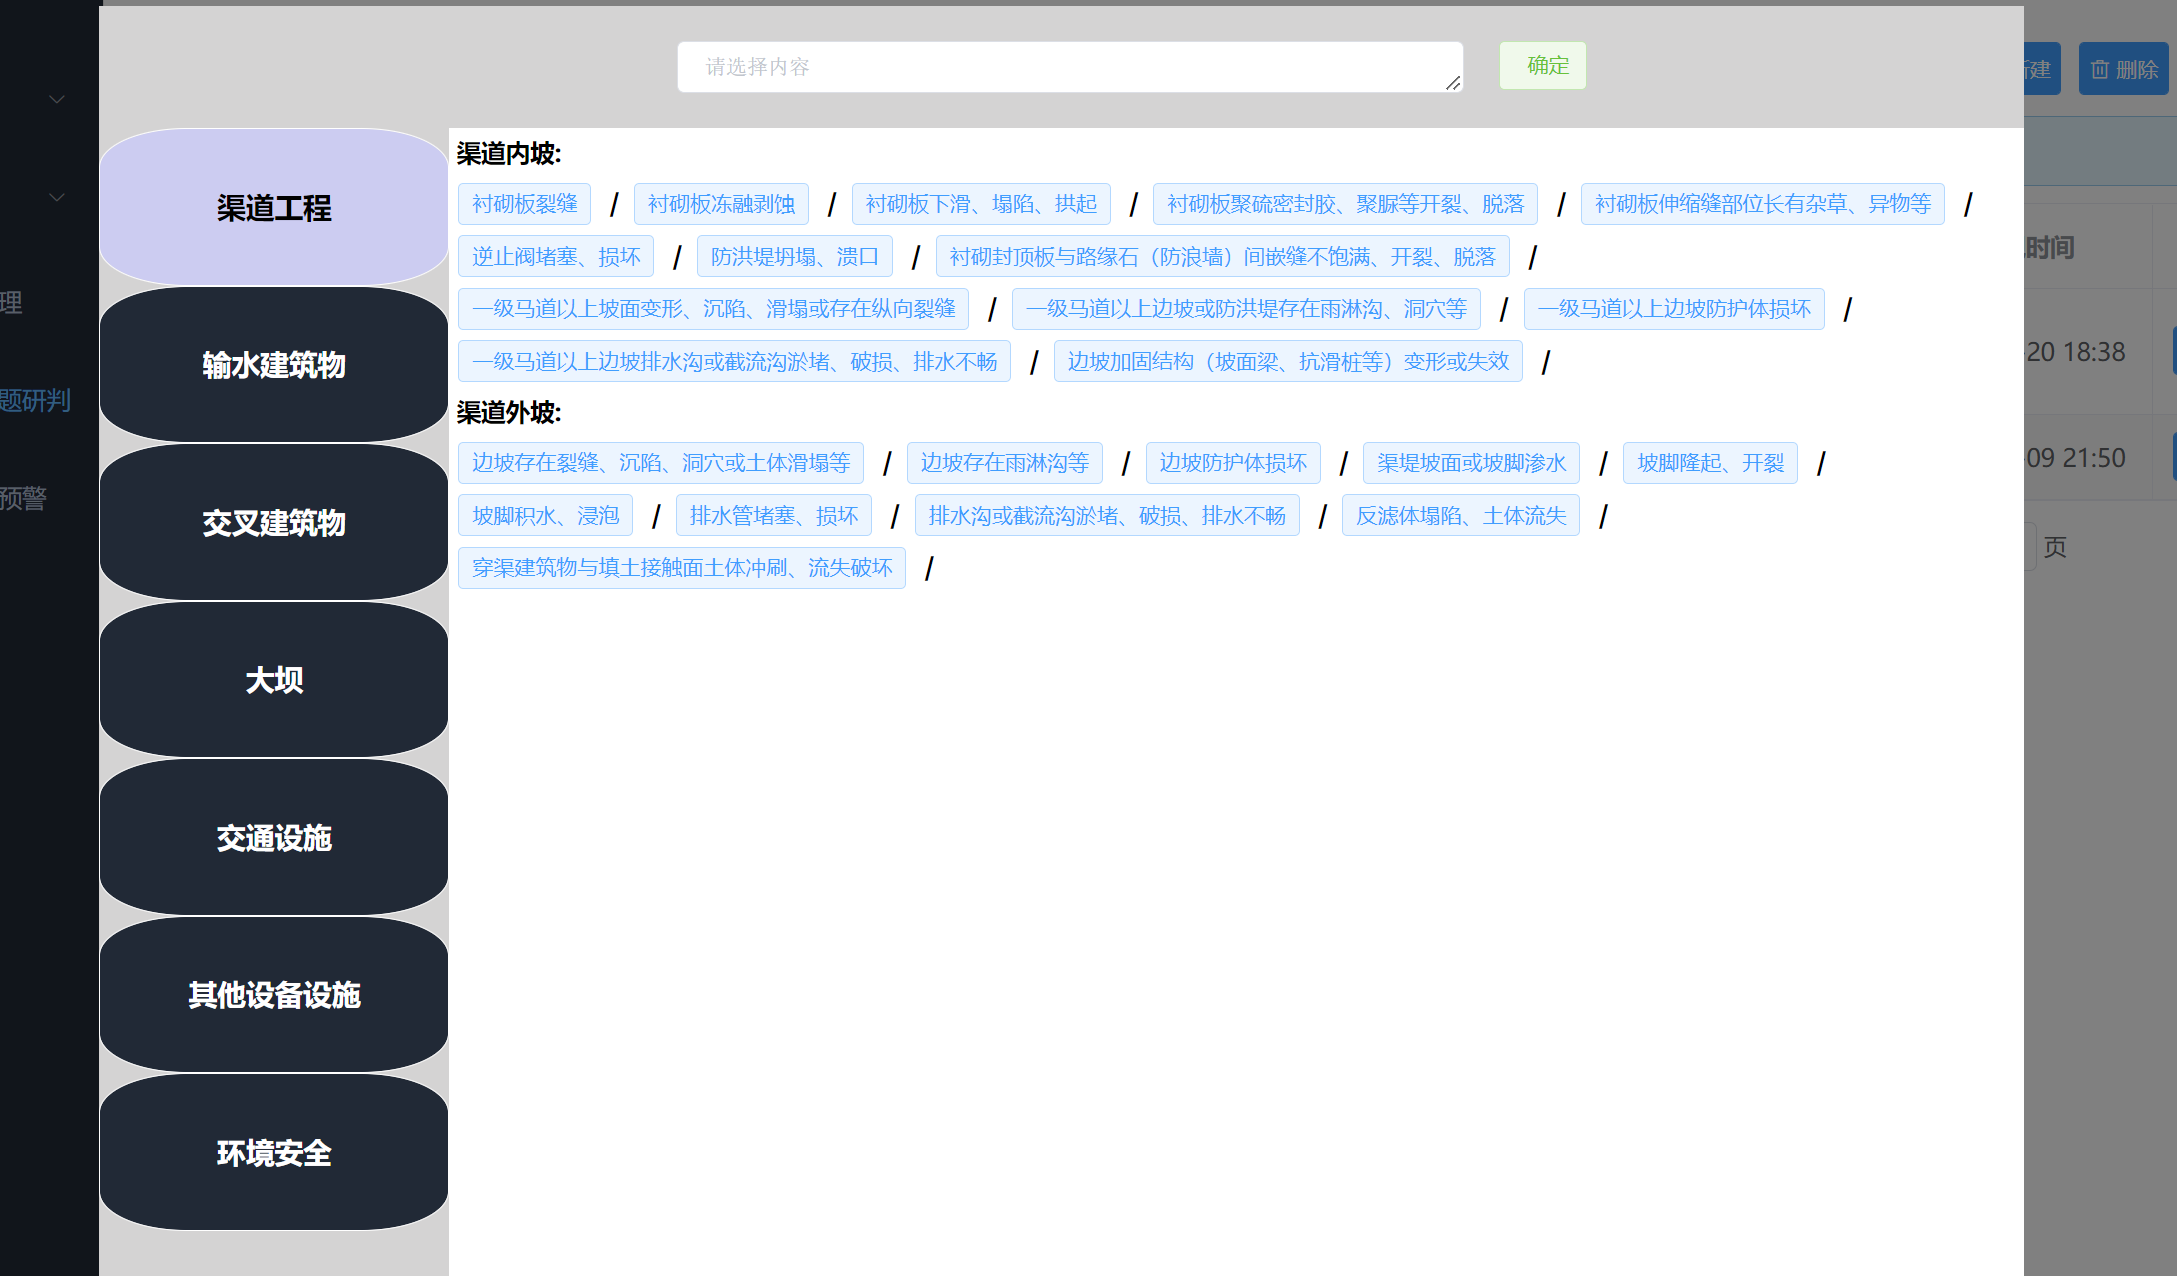 请选择内容
确定
建
删除
渠道工程
输水建筑物
交叉建筑物
大坝
交通设施
其他设备设施
环境安全
渠道内坡:
衬砌板裂缝 / 衬砌板冻融剥蚀 / 衬砌板下滑、塌陷、拱起 / 衬砌板聚硫密封胶、聚脲等开裂、脱落 / 衬砌板伸缩缝部位长有杂草、异物等 /
逆止阀堵塞、损坏 / 防洪堤坍塌、溃口 / 衬砌封顶板与路缘石（防浪墙）间嵌缝不饱满、开裂、脱落 /
一级马道以上坡面变形、沉陷、滑塌或存在纵向裂缝 / 一级马道以上边坡或防洪堤存在雨淋沟、洞穴等 / 一级马道以上边坡防护体损坏 /
一级马道以上边坡排水沟或截流沟淤堵、破损、排水不畅 / 边坡加固结构（坡面梁、抗滑桩等）变形或失效 /
渠道外坡:
边坡存在裂缝、沉陷、洞穴或土体滑塌等 / 边坡存在雨淋沟等 / 边坡防护体损坏 / 渠堤坡面或坡脚渗水 / 坡脚隆起、开裂 /
坡脚积水、浸泡 / 排水管堵塞、损坏 / 排水沟或截流沟淤堵、破损、排水不畅 / 反滤体塌陷、土体流失 /
穿渠建筑物与填土接触面土体冲刷、流失破坏 /
理
题研判
预警
时间
-20 18:38
-09 21:50
页